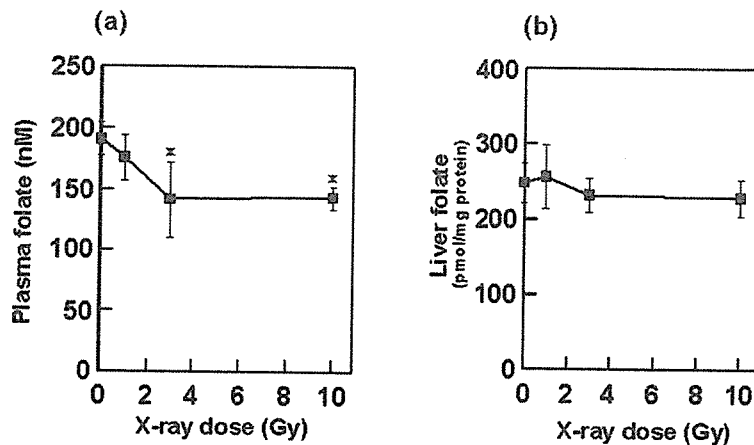 (a)
250
200
150
100
50
0
Plasma folate (nM)
*
*
0 2 4 6 8 10
X-ray dose (Gy)
(b)
400
300
200
100
0
Liver folate
(pmol/mg protein)
0 2 4 6 8 10
X-ray dose (Gy)